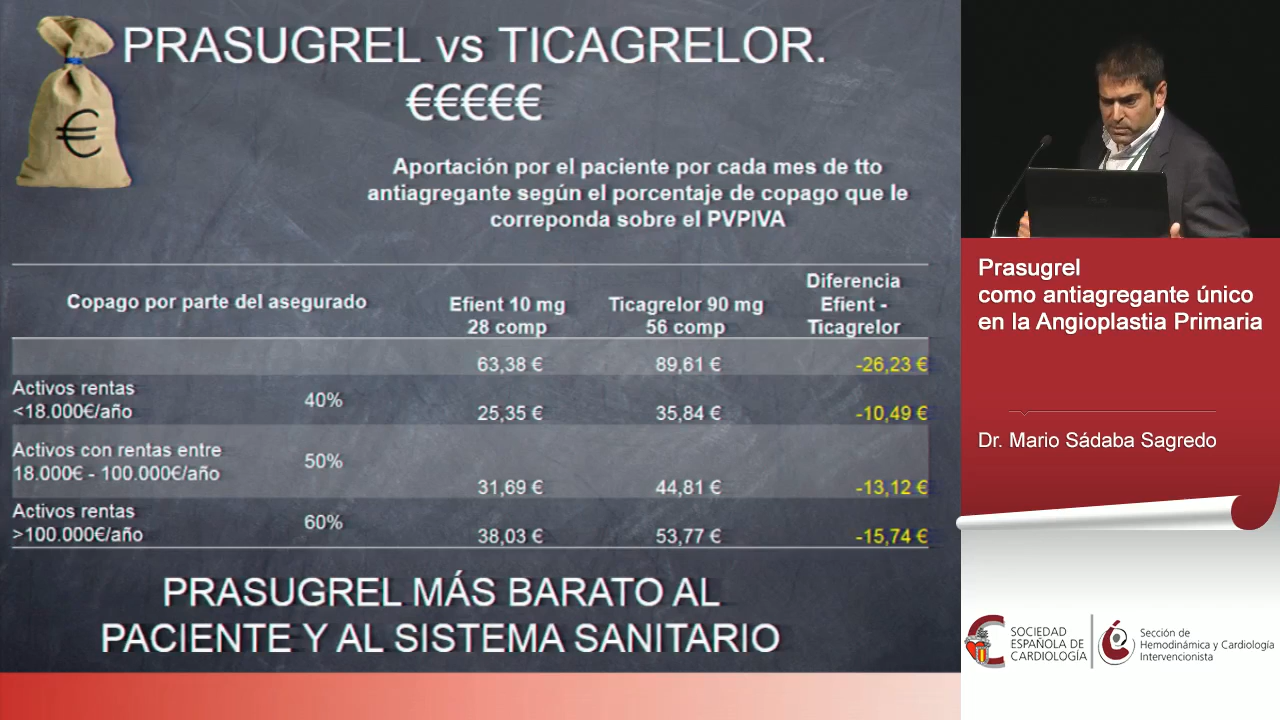 PRASUGREL vs TICAGRELOR.
€€€€€
€
Aportación por el paciente por cada mes de tto
antiagregante según el porcentaje de copago que le
correponda sobre el PVPIVA
Copago por parte del asegurado
Efient 10 mg
28 comp
Ticagrelor 90 mg
56 comp
Diferencia
Efient -
Ticagrelor
63,38 € 89,61 € -26,23 €
Activos rentas
<18.000€/año
40% 25,35 € 35,84 € -10,49 €
Activos con rentas entre
18.000€ - 100.000€/año
50% 31,69 € 44,81 € -13,12 €
Activos rentas
>100.000€/año
60% 38,03 € 53,77 € -15,74 €
PRASUGREL MÁS BARATO AL
PACIENTE Y AL SISTEMA SANITARIO
Prasugrel
como antiagregante único
en la Angioplastia Primaria
Dr. Mario Sádaba Sagredo
SOCIEDAD
ESPAÑOLA DE
CARDIOLOGÍA
Sección de
Hemodinámica y Cardiología
Intervencionista